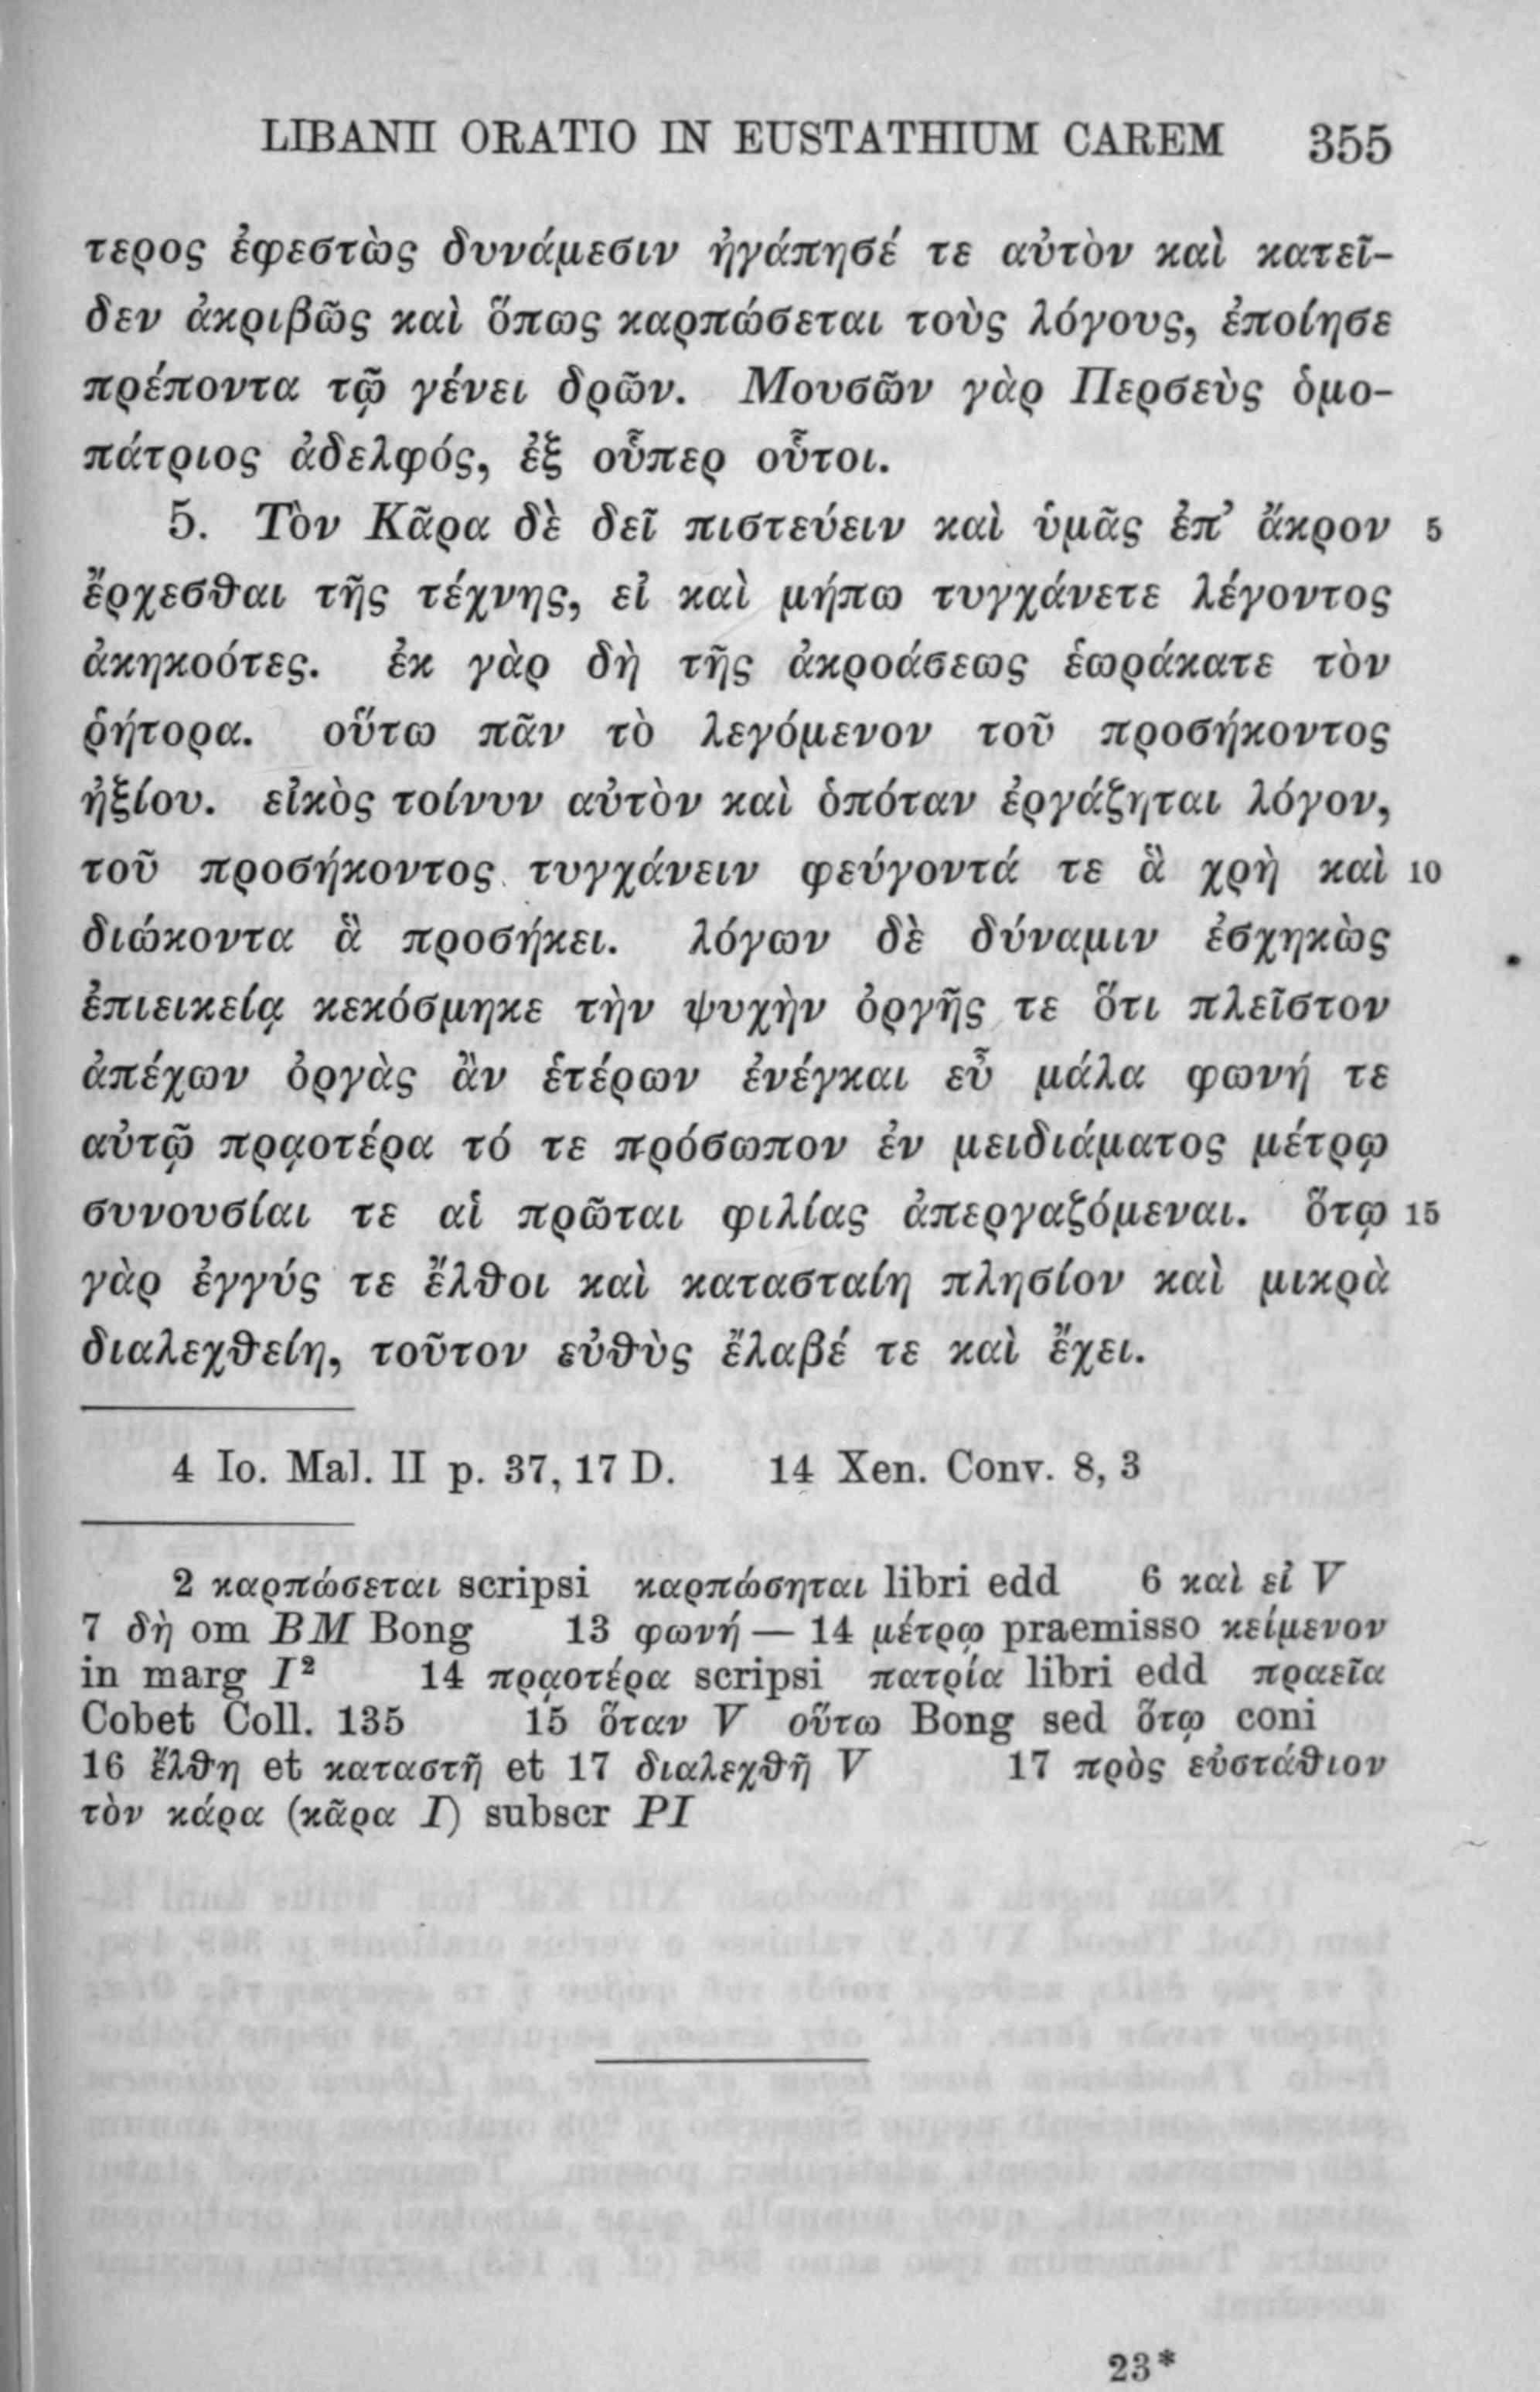 LIBANII ORATIO IN EUSTATHIUM CAREM 355
τερος ἐφεστὼς δυνάμεσιν ἠγάπησέ τε αὐτὸν καὶ κατεῖ-
δεν ἀκριβῶς καὶ ὅπως καρπώσεται τοὺς λόγους, ἐποίησε
πρέποντα τῷ γένει δρῶν. Μουσῶν γὰρ Περσεὺς ὁμο-
πάτριος ἀδελφός, ἐξ οὗπερ οὗτοι.
5. Τὸν Κᾶρα δὲ δεῖ πιστεύειν καὶ ὑμᾶς ἐπ’ ἄκρον 5
ἔρχεσθαι τῆς τέχνης, εἰ καὶ μήπω τυγχάνετε λέγοντος
ἀκηκοότες. ἐκ γὰρ δὴ τῆς ἀκροάσεως ἑωράκατε τὸν
ῥήτορα. οὕτω πᾶν τὸ λεγόμενον τοῦ προσήκοντος
ἠξίου. εἰκὸς τοίνυν αὐτὸν καὶ ὁπόταν ἐργάζηται λόγον,
τοῦ προσήκοντος τυγχάνειν φεύγοντά τε ἃ χρὴ καὶ 10
διώκοντα ἃ προσήκει. λόγων δὲ δύναμιν ἐσχηκὼς
ἐπιεικείᾳ κεκόσμηκε τὴν ψυχὴν ὀργῆς τε ὅτι πλεῖστον
ἀπέχων ὀργὰς ἂν ἑτέρων ἐνέγκαι εὖ μάλα φωνή τε
αὐτῷ πρᾳοτέρα τό τε πρόσωπον ἐν μειδιάματος μέτρῳ
συνουσίαι τε αἱ πρῶται φιλίας ἀπεργαζόμεναι. ὅτῳ 15
γὰρ ἐγγύς τε ἔλθοι καὶ κατασταίη πλησίον καὶ μικρὰ
διαλεχθείη, τοῦτον εὐθὺς ἔλαβέ τε καὶ ἔχει.
4 Io. Mal. II p. 37, 17 D. 14 Xen. Conv. 8, 3
2 καρπώσεται scripsi καρπώσηται libri edd 6 καὶ εἰ V
7 δὴ om BM Bong 13 φωνή — 14 μέτρῳ praemisso κείμενον
in marg I² 14 πρᾳοτέρα scripsi πατρία libri edd πραεῖα
Cobet Coll. 135 15 ὅταν V οὕτω Bong sed ὅτῳ coni
16 ἔλθη et καταστῆ et 17 διαλεχθῆ V 17 πρὸς εὐστάθιον
τὸν κάρα (κᾶρα I) subscr PI
23*